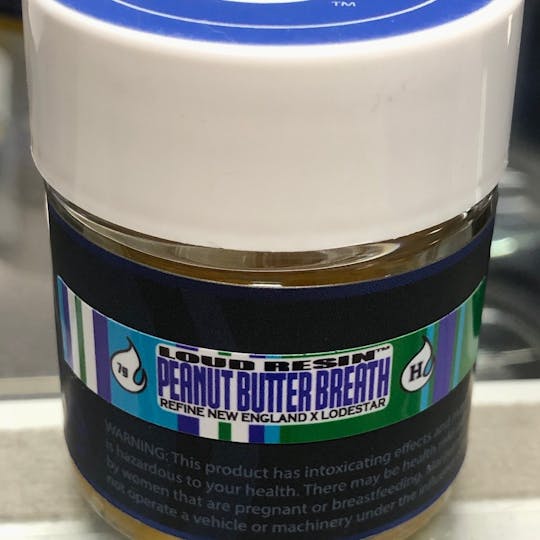 TM
LOUD RESIN™
7g
PEANUT BUTTER BREATH
H
REFINE NEW ENGLAND X LODESTAR
WARNING: This product has intoxicating effects and
is hazardous to your health. There may be health
by women that are pregnant or breastfeeding.
not operate a vehicle or machinery under the